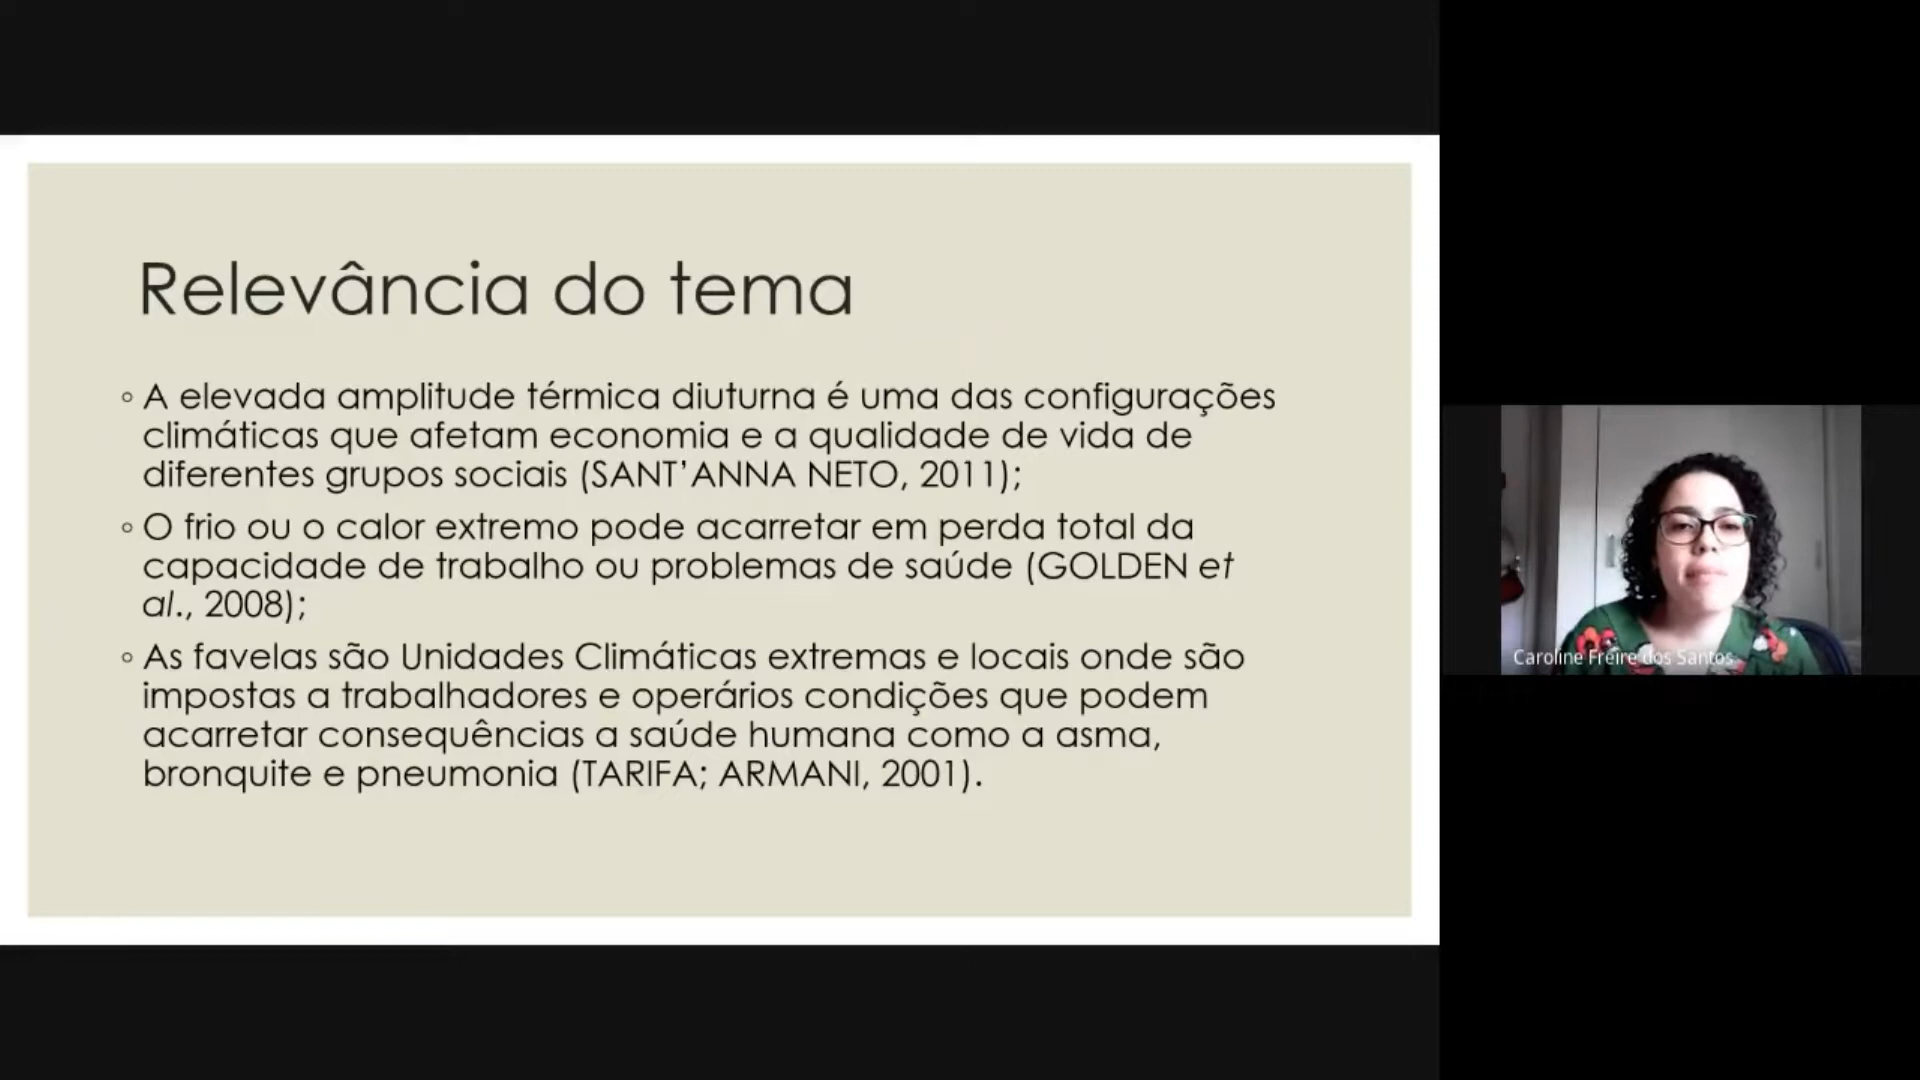 Relevância do tema
◦ A elevada amplitude térmica diuturna é uma das configurações
climáticas que afetam economia e a qualidade de vida de
diferentes grupos sociais (SANT’ANNA NETO, 2011);
◦ O frio ou o calor extremo pode acarretar em perda total da
capacidade de trabalho ou problemas de saúde (GOLDEN et
al., 2008);
◦ As favelas são Unidades Climáticas extremas e locais onde são
impostas a trabalhadores e operários condições que podem
acarretar consequências a saúde humana como a asma,
bronquite e pneumonia (TARIFA; ARMANI, 2001).
Caroline Freire dos Santos